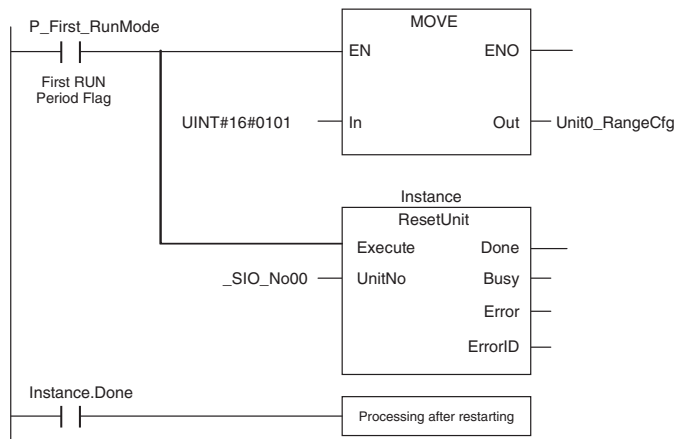 P_First_RunMode
First RUN
Period Flag
MOVE
EN
ENO
UINT#16#0101
In
Out
Unit0_RangeCfg
Instance
ResetUnit
Execute
Done
_SIO_No00
UnitNo
Busy
Error
ErrorID
Instance.Done
Processing after restarting